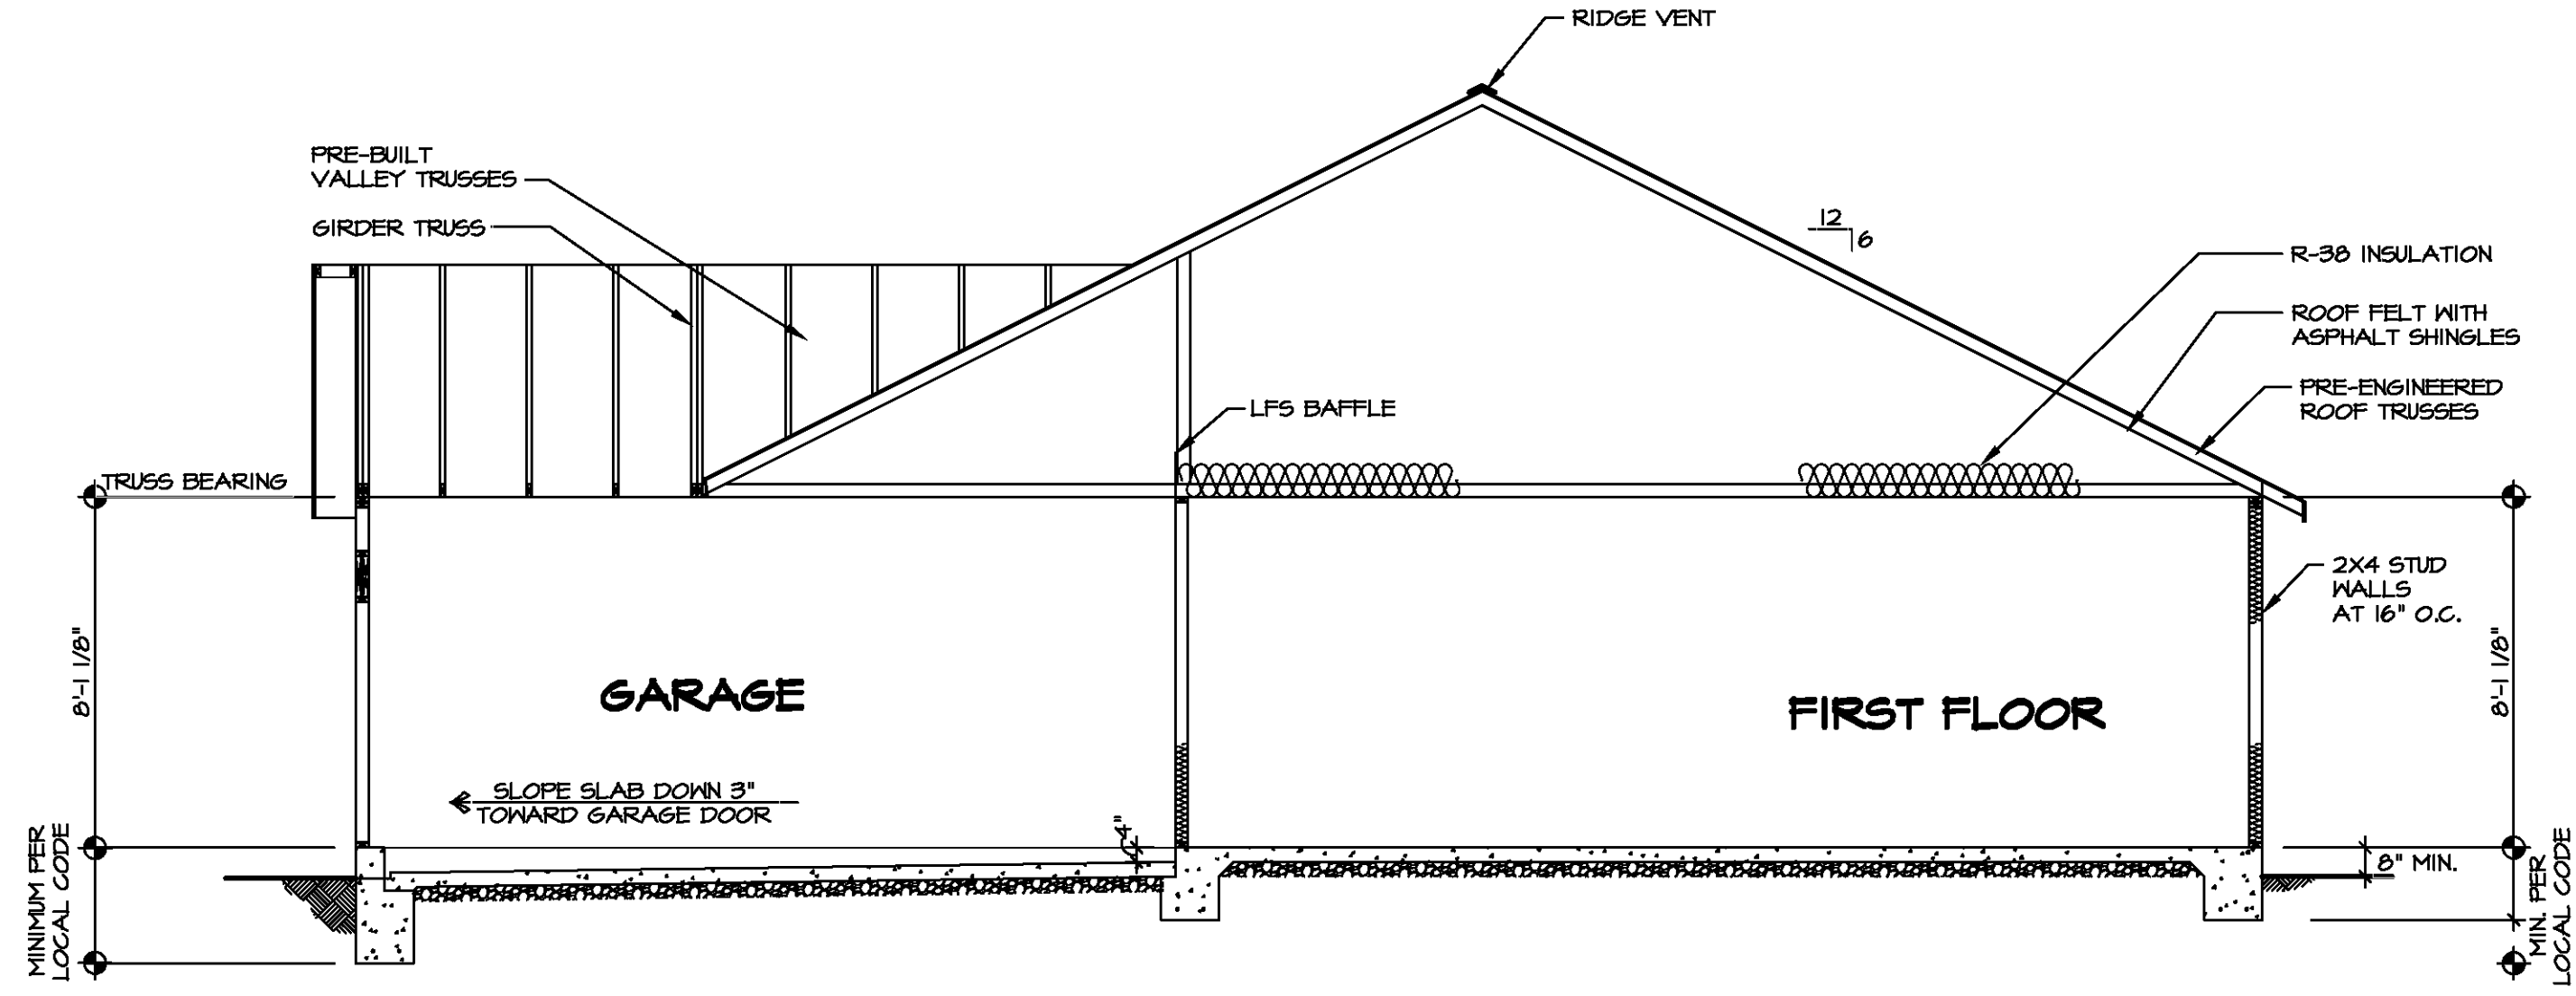 RIDGE VENT
PRE-BUILT
VALLEY TRUSSES
GIRDER TRUSS
12
6
R-38 INSULATION
ROOF FELT WITH
ASPHALT SHINGLES
PRE-ENGINEERED
ROOF TRUSSES
LFS BAFFLE
TRUSS BEARING
2X4 STUD
WALLS
AT 16" O.C.
8'-1 1/8"
8'-1 1/8"
GARAGE
FIRST FLOOR
SLOPE SLAB DOWN 3"
TOWARD GARAGE DOOR
4"
8" MIN.
MINIMUM PER
LOCAL CODE
MIN. PER
LOCAL CODE